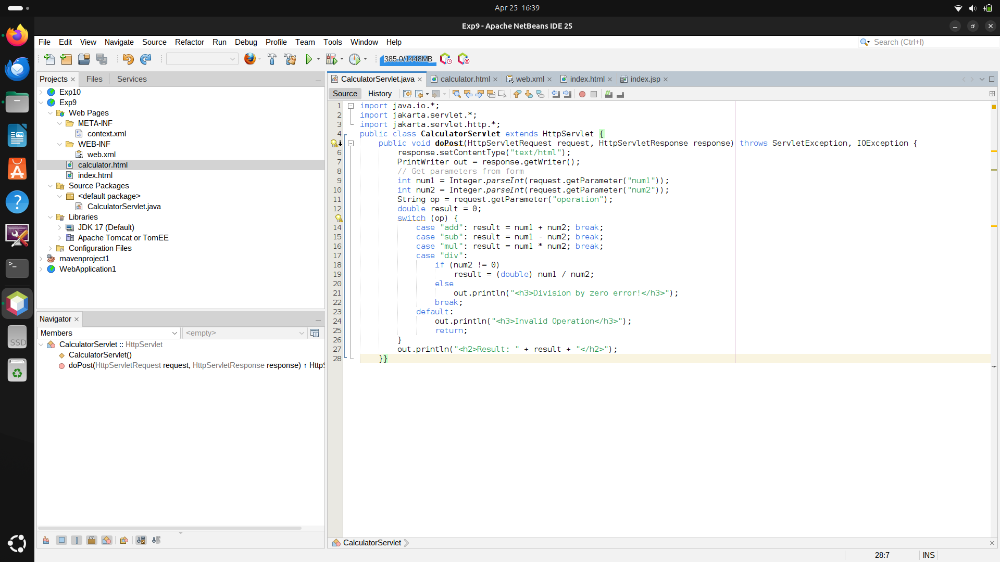 Apr 25 16:39
Exp9 - Apache NetBeans IDE 25
File Edit View Navigate Source Refactor Run Debug Profile Team Tools Window Help
Search (Ctrl+I)
385.0/1448MB
Projects Files Services
Exp10
Exp9
Web Pages
META-INF
context.xml
WEB-INF
web.xml
calculator.html
index.html
Source Packages
<default package>
CalculatorServlet.java
Libraries
JDK 17 (Default)
Apache Tomcat or TomEE
Configuration Files
mavenproject1
WebApplication1
Navigator
Members <empty>
CalculatorServlet :: HttpServlet
CalculatorServlet()
doPost(HttpServletRequest request, HttpServletResponse response) ↑ HttpS
SSD
CalculatorServlet.java calculator.html web.xml index.html index.jsp
Source History
1 import java.io.*;
2 import jakarta.servlet.*;
3 import jakarta.servlet.http.*;
4 public class CalculatorServlet extends HttpServlet {
public void doPost(HttpServletRequest request, HttpServletResponse response) throws ServletException, IOException {
6 response.setContentType("text/html");
7 PrintWriter out = response.getWriter();
8 // Get parameters from form
9 int num1 = Integer.parseInt(request.getParameter("num1"));
10 int num2 = Integer.parseInt(request.getParameter("num2"));
11 String op = request.getParameter("operation");
12 double result = 0;
switch (op) {
14 case "add": result = num1 + num2; break;
15 case "sub": result = num1 - num2; break;
16 case "mul": result = num1 * num2; break;
17 case "div":
18 if (num2 != 0)
19 result = (double) num1 / num2;
20 else
21 out.println("<h3>Division by zero error!</h3>");
22 break;
23 default:
24 out.println("<h3>Invalid Operation</h3>");
25 return;
26 }
27 out.println("<h2>Result: " + result + "</h2>");
28 }}
CalculatorServlet
28:7 INS